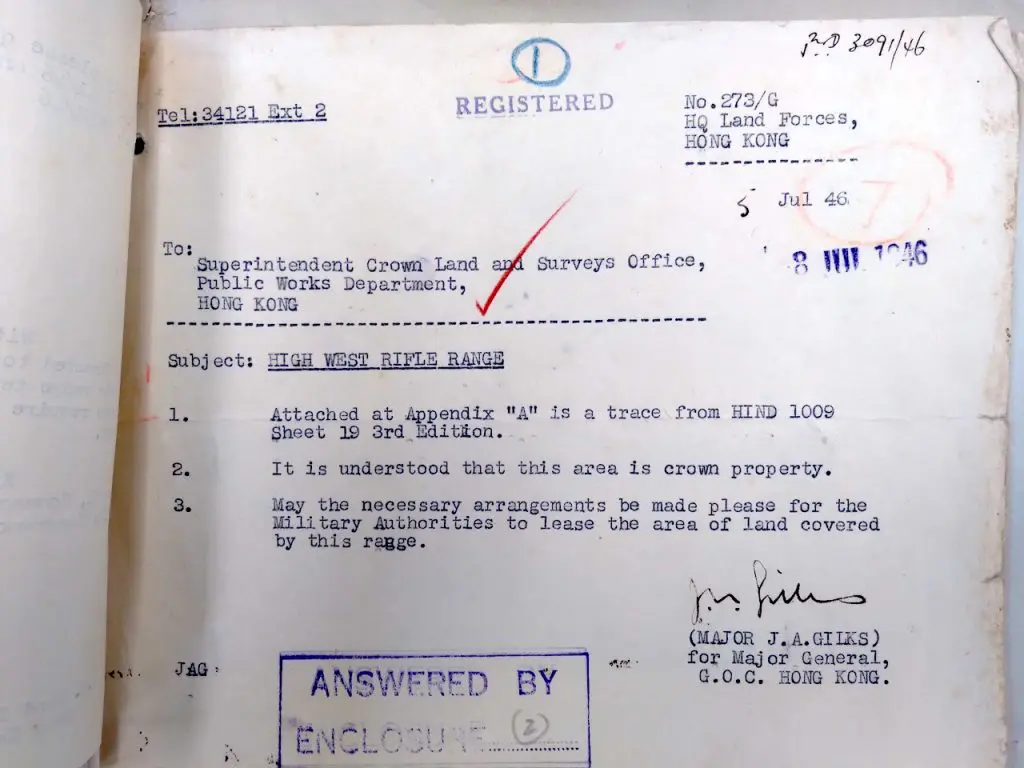 1
3091/46
Tel:34121 Ext 2
REGISTERED
No.273/G
HQ Land Forces,
HONG KONG
5 Jul 46
7
8 1946
To:
Superintendent Crown Land and Surveys Office,
Public Works Department,
HONG KONG
Subject: HIGH WEST RIFLE RANGE
1. Attached at Appendix "A" is a trace from HIND 1009
Sheet 19 3rd Edition.
2. It is understood that this area is crown property.
3. May the necessary arrangements be made please for the
Military Authorities to lease the area of land covered
by this range.
(MAJOR J.A.GILKS)
for Major General,
G.O.C. HONG KONG.
JAG
ANSWERED BY
ENCLOSURE (2)